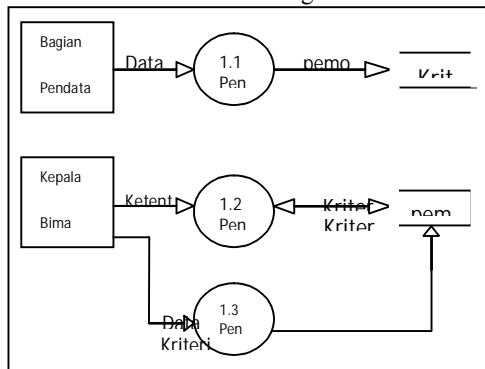 Bagian
Pendata
Data
1.1
Pen
pemo
Krit
Kepala
Bima
Ketent
1.2
Pen
Kriter
Kriter
pem
1.3
Pen
Data
Kriteri